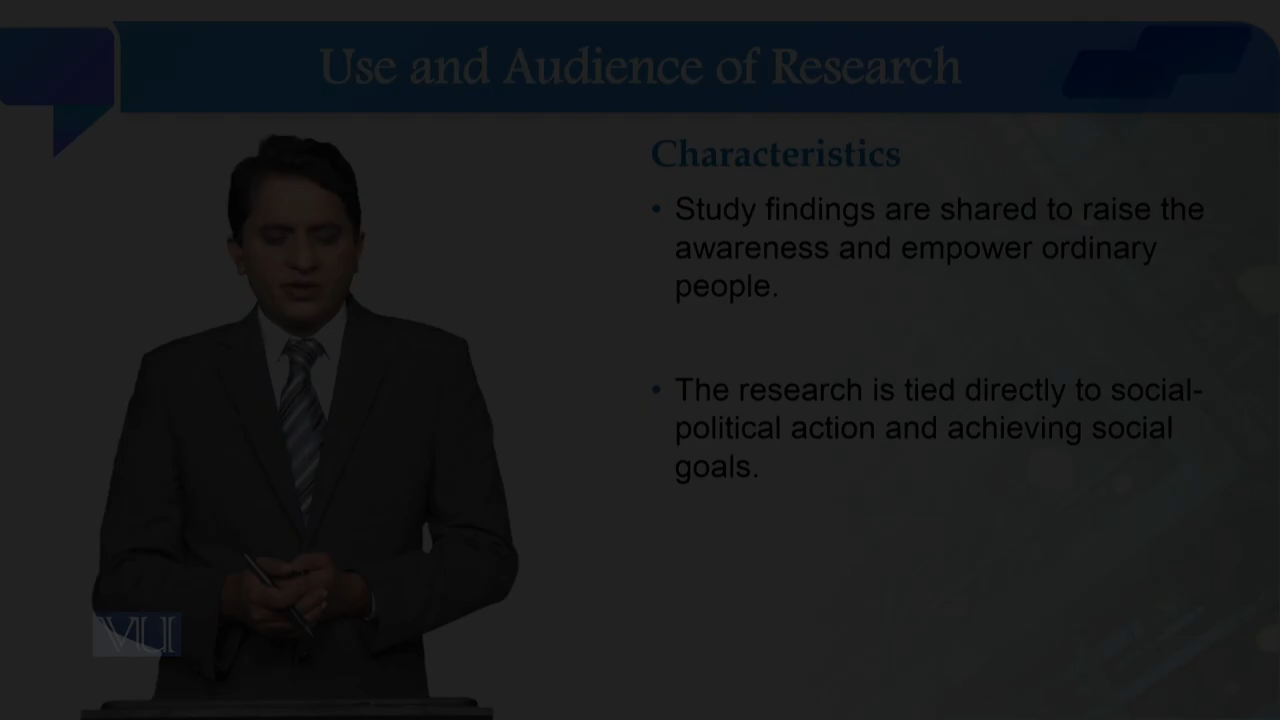 Use and Audience of Research
Characteristics
• Study findings are shared to raise the
awareness and empower ordinary
people.
• The research is tied directly to social-
political action and achieving social
goals.
VU